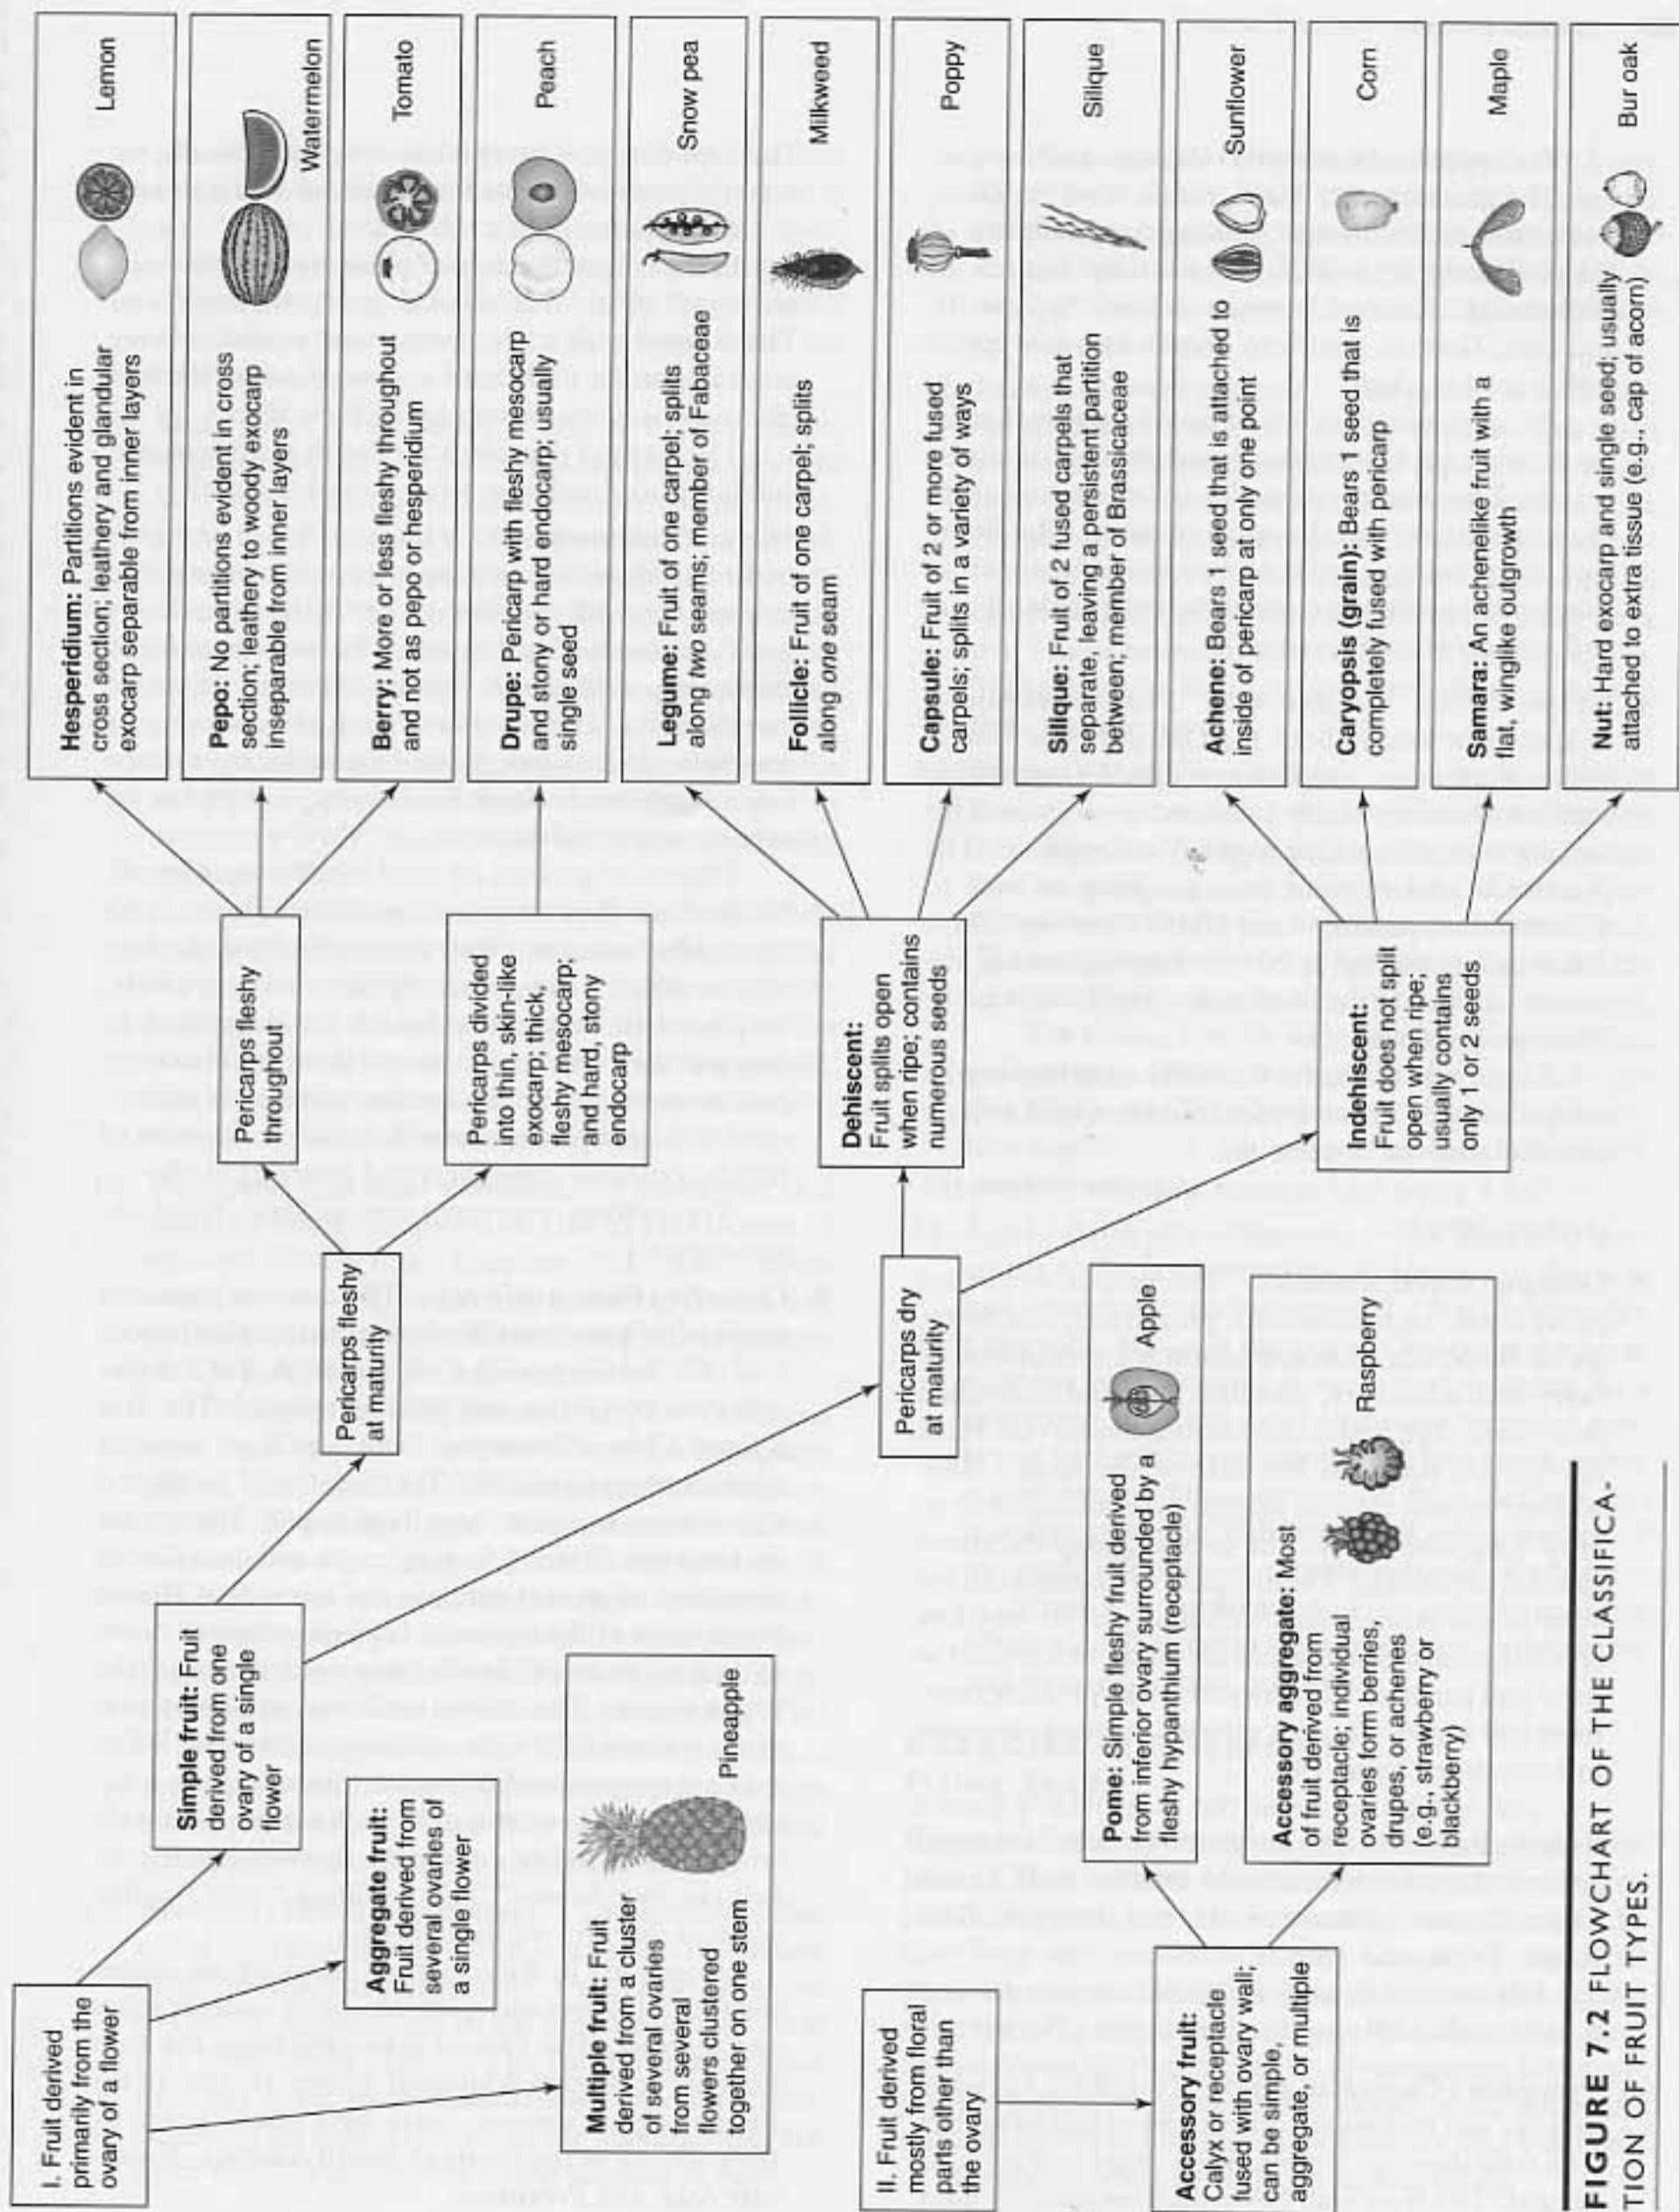 I. Fruit derived
primarily from the
ovary of a flower
Simple fruit: Fruit
derived from one
ovary of a single
flower
Aggregate fruit:
Fruit derived from
several ovaries of
a single flower
Multiple fruit: Fruit
derived from a cluster
of several ovaries
from several
flowers clustered
together on one stem
Pineapple
Pericarps fleshy
at maturity
Pericarps fleshy
throughout
Pericarps divided
into thin, skin-like
exocarp; thick,
fleshy mesocarp,
and hard, stony
endocarp
Hesperidium: Partitions evident in
cross section; leathery and glandular
exocarp separable from inner layers
Lemon
Pepo: No partitions evident in cross
section; leathery to woody exocarp
inseparable from inner layers
Watermelon
Berry: More or less fleshy throughout
and not as pepo or hesperidium
Tomato
Drupe: Pericarp with fleshy mesocarp
and stony or hard endocarp; usually
single seed
Peach
Pericarps dry
at maturity
Dehiscent:
Fruit splits open
when ripe; contains
numerous seeds
Legume: Fruit of one carpel; splits
along two seams; member of Fabaceae
Snow pea
Follicle: Fruit of one carpel; splits
along one seam
Milkweed
Capsule: Fruit of 2 or more fused
carpels; splits in a variety of ways
Poppy
Silique: Fruit of 2 fused carpels that
separate, leaving a persistent partition
between; member of Brassicaceae
Silique
Indehiscent:
Fruit does not split
open when ripe;
usually contains
only 1 or 2 seeds
Achene: Bears 1 seed that is attached to
inside of pericarp at only one point
Sunflower
Caryopsis (grain): Bears 1 seed that is
completely fused with pericarp
Corn
Samara: An achenelike fruit with a
flat, winglike outgrowth
Maple
Nut: Hard exocarp and single seed; usually
attached to extra tissue (e.g., cap of acorn)
Bur oak
II. Fruit derived
mostly from floral
parts other than
the ovary
Accessory fruit:
Calyx or receptacle
fused with ovary wall;
can be simple,
aggregate, or multiple
Pome: Simple fleshy fruit derived
from inferior ovary surrounded by a
fleshy hypanthium (receptacle)
Apple
Accessory aggregate: Most
of fruit derived from
receptacle; individual
ovaries form berries,
drupes, or achenes
(e.g., strawberry or
blackberry)
Raspberry
FIGURE 7.2 FLOWCHART OF THE CLASSIFICA-
TION OF FRUIT TYPES.